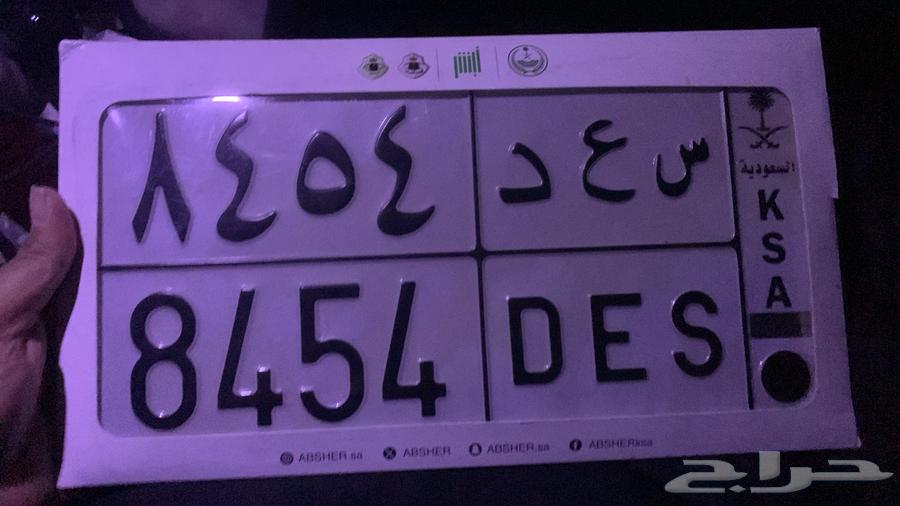 أبشر
٨٤٥٤ د ع س
السعودية
8454 DES
K
S
A
ABSHER.sa ABSHER ABSHER.sa ABSHERksa
حراج